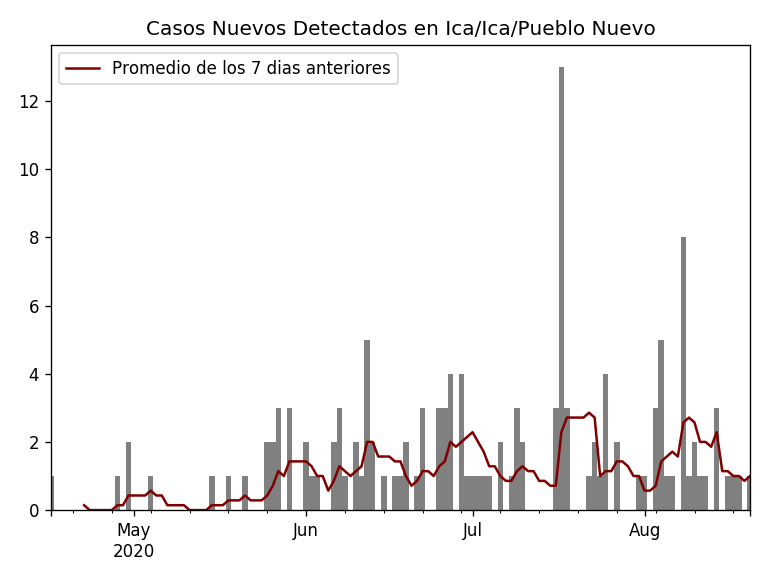 Casos Nuevos Detectados en Ica/Ica/Pueblo Nuevo
Promedio de los 7 dias anteriores
12
10
8
6
4
2
0
May Jun Jul Aug
2020